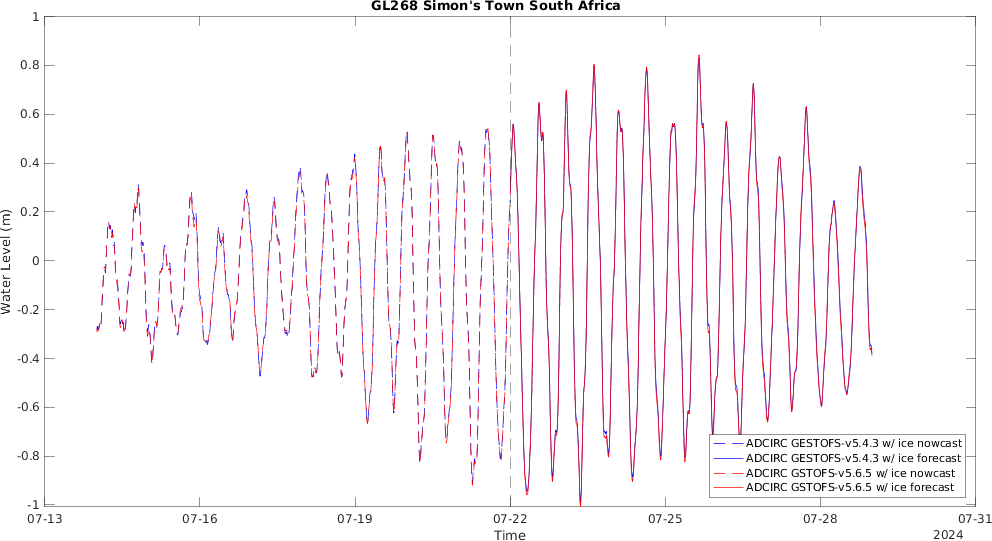 GL268 Simon's Town South Africa
1
0.8
0.6
0.4
0.2
0
-0.2
-0.4
-0.6
-0.8
-1
Water Level (m)
ADCIRC GESTOFS-v5.4.3 w/ ice nowcast
ADCIRC GESTOFS-v5.4.3 w/ ice forecast
ADCIRC GSTOFS-v5.6.5 w/ ice nowcast
ADCIRC GSTOFS-v5.6.5 w/ ice forecast
07-13 07-16 07-19 07-22 07-25 07-28 07-31
Time
2024